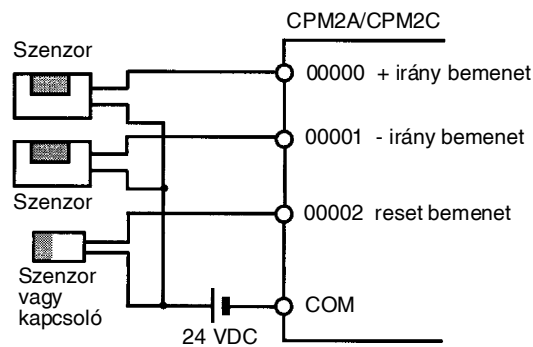 CPM2A/CPM2C
Szenzor
00000 + irány bemenet
00001 - irány bemenet
Szenzor
00002 reset bemenet
Szenzor
vagy
kapcsoló
COM
24 VDC